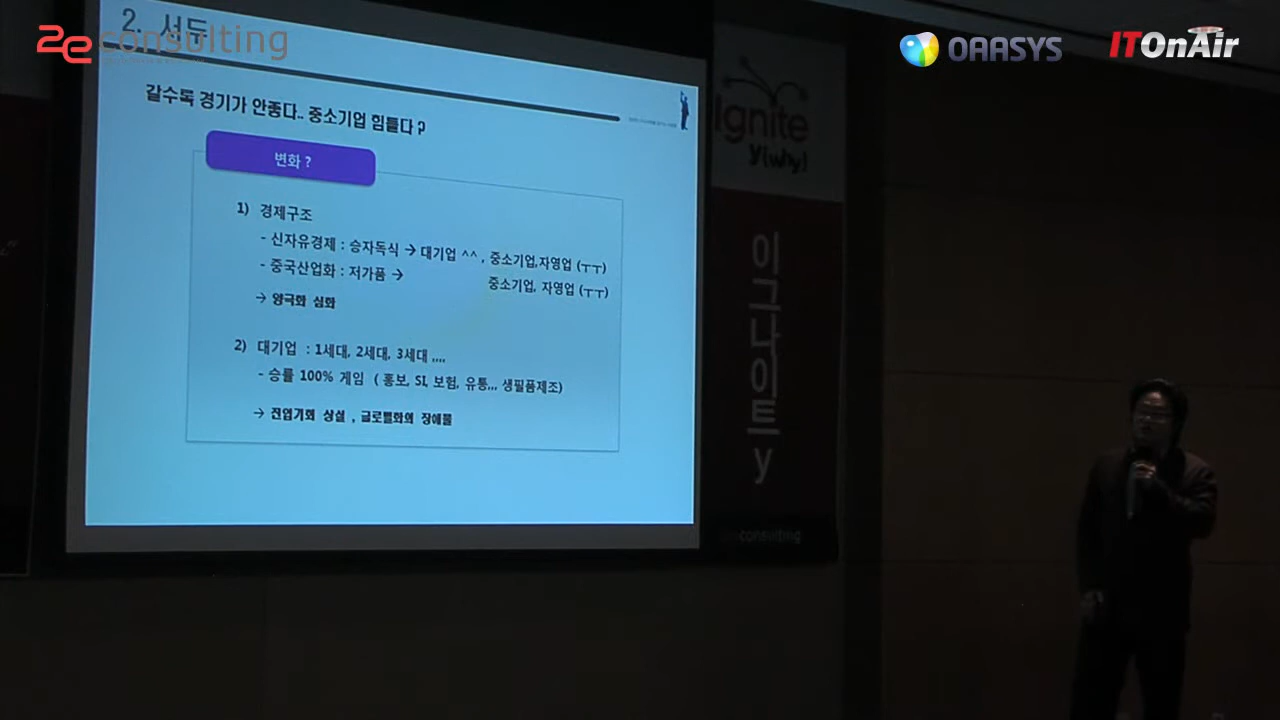 2e consulting
OAASYS
ITOnAir
2. 서두
갈수록 경기가 안좋다.. 중소기업 힘들다 ?
변화 ?
1) 경제구조
- 신자유경제 : 승자독식 → 대기업 ^^ , 중소기업,자영업 (ㅜㅜ)
- 중국산업화 : 저가품 → 중소기업, 자영업 (ㅜㅜ)
→ 양극화 심화
2) 대기업 : 1세대, 2세대, 3세대 ....
- 승률 100% 게임 ( 홍보, SI, 보험, 유통,,, 생필품제조)
→ 진입기회 상실 , 글로벌화의 장애물
Ignite
y(why)
이그나이트 y
consulting